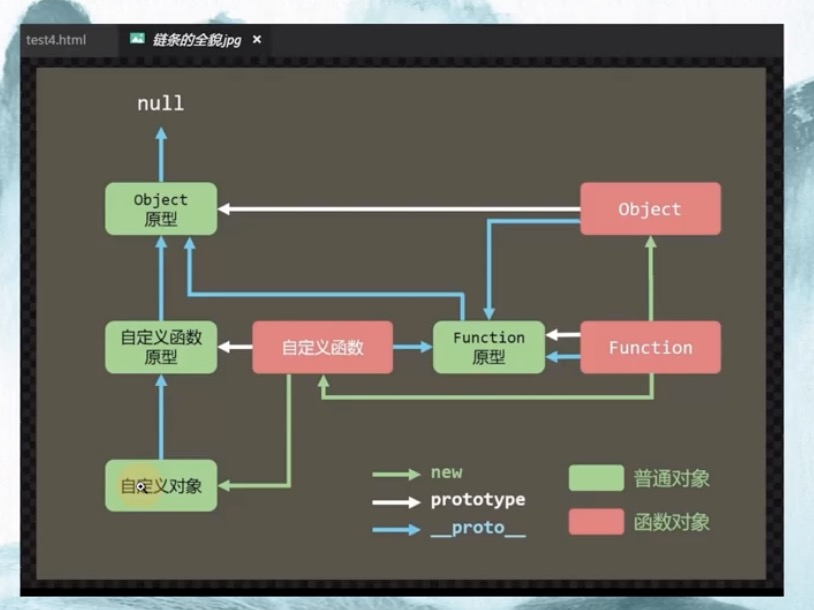 test4.html
链条的全貌.jpg ×
null
Object
原型
Object
自定义函数
原型
自定义函数
Function
原型
Function
自定义对象
new
prototype
__proto__
普通对象
函数对象